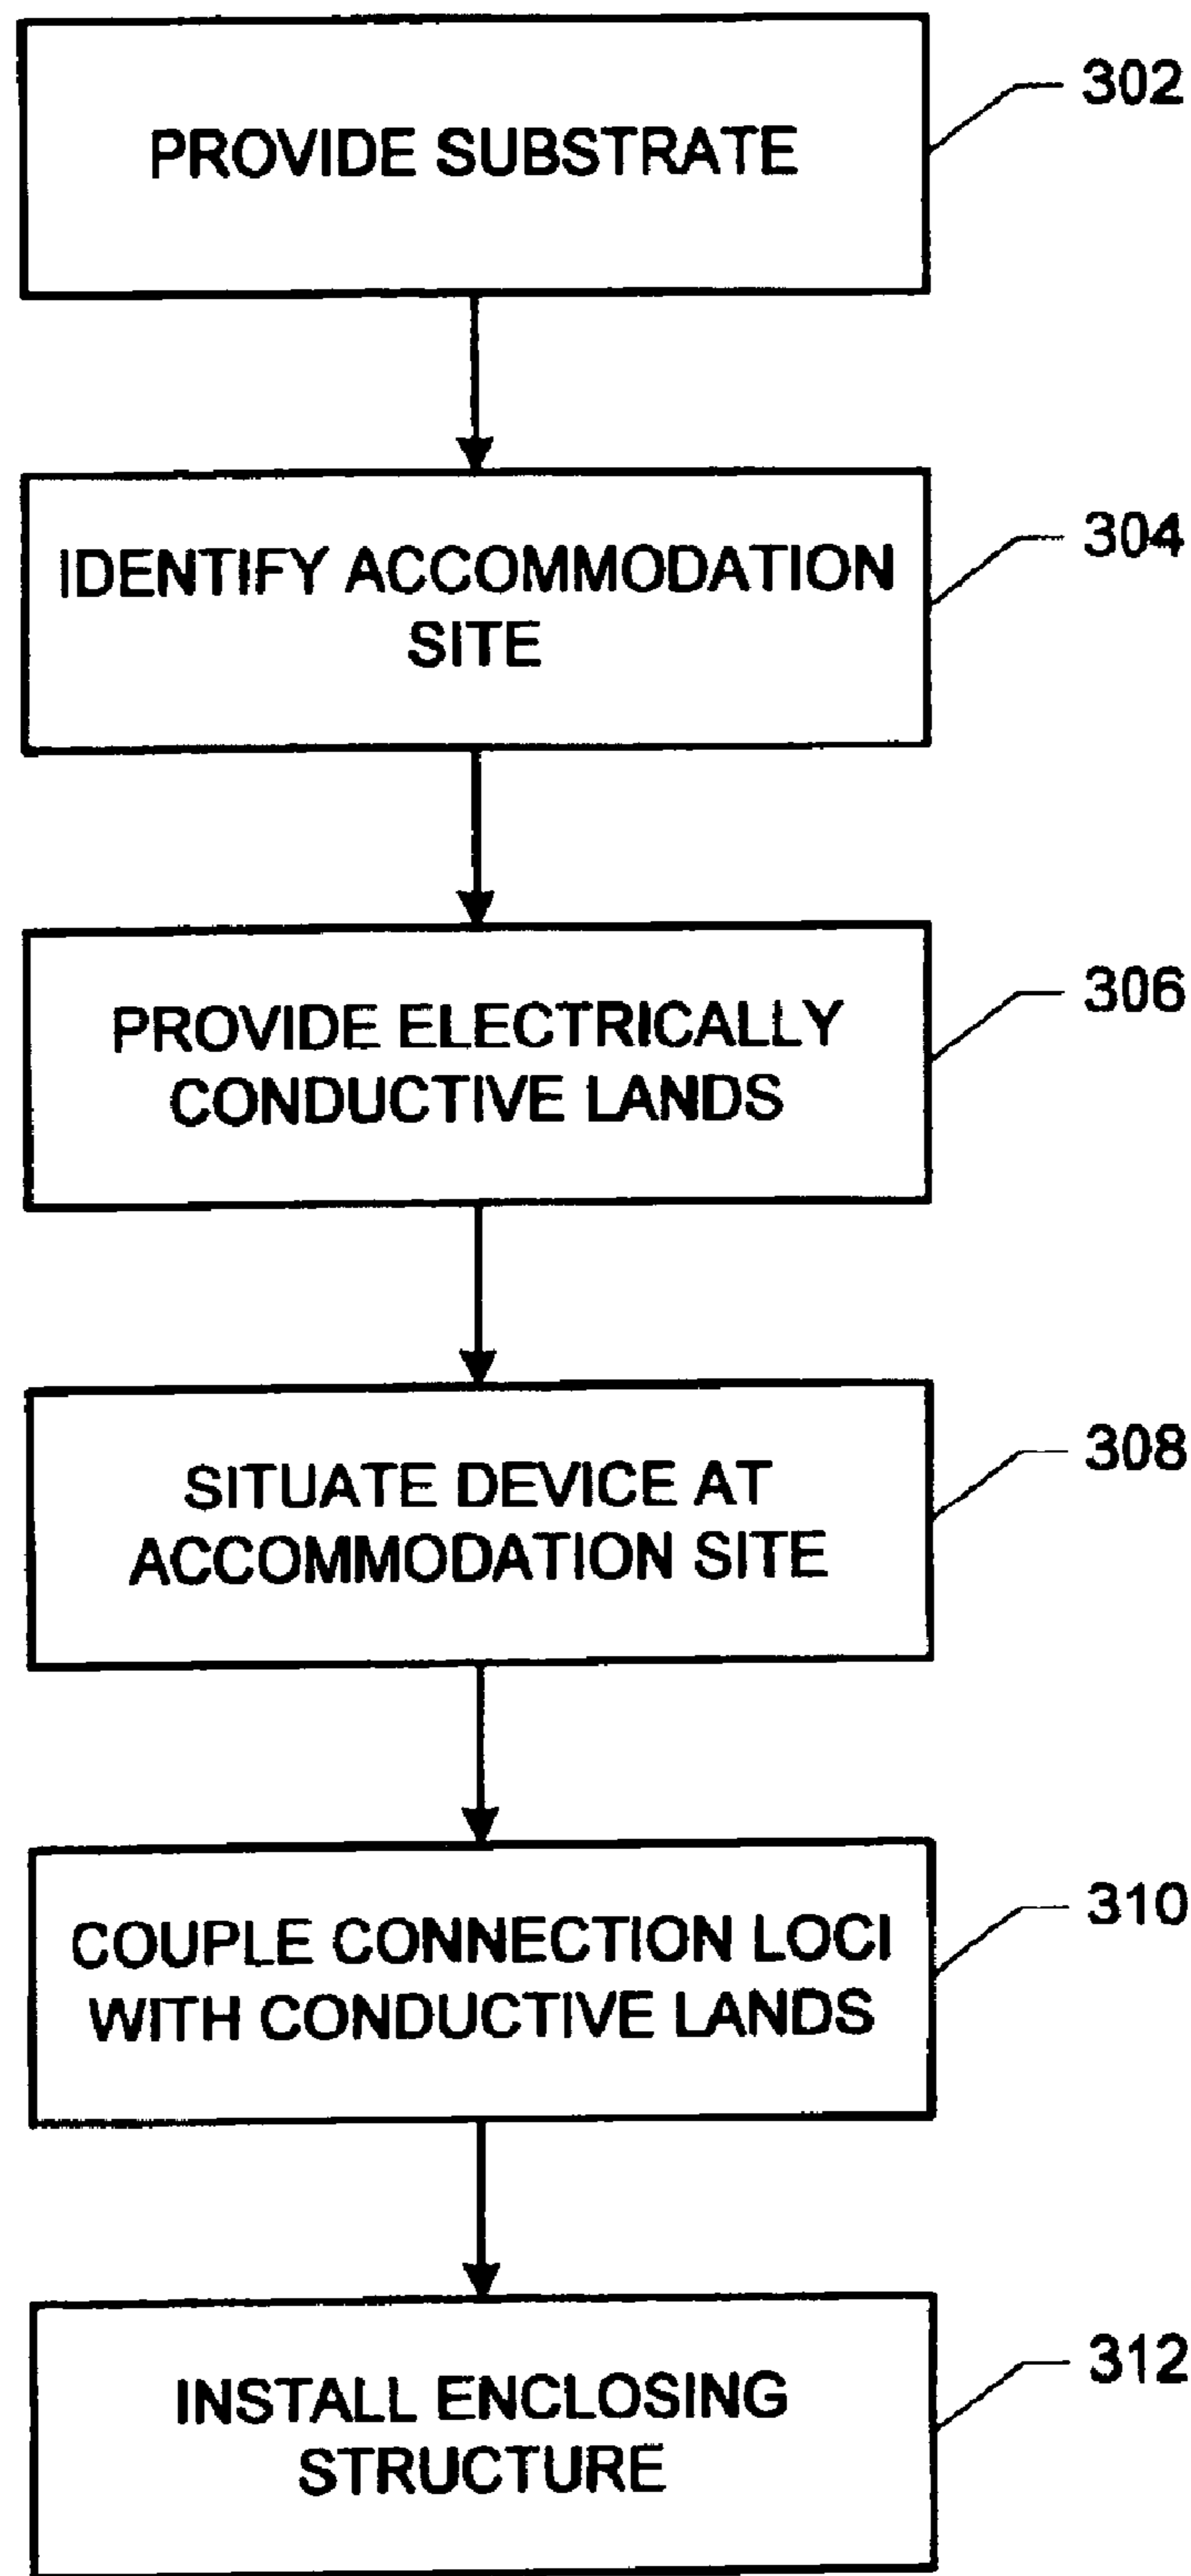 PROVIDE SUBSTRATE
302
IDENTIFY ACCOMMODATION
SITE
304
PROVIDE ELECTRICALLY
CONDUCTIVE LANDS
306
SITUATE DEVICE AT
ACCOMMODATION SITE
308
COUPLE CONNECTION LOCI
WITH CONDUCTIVE LANDS
310
INSTALL ENCLOSING
STRUCTURE
312